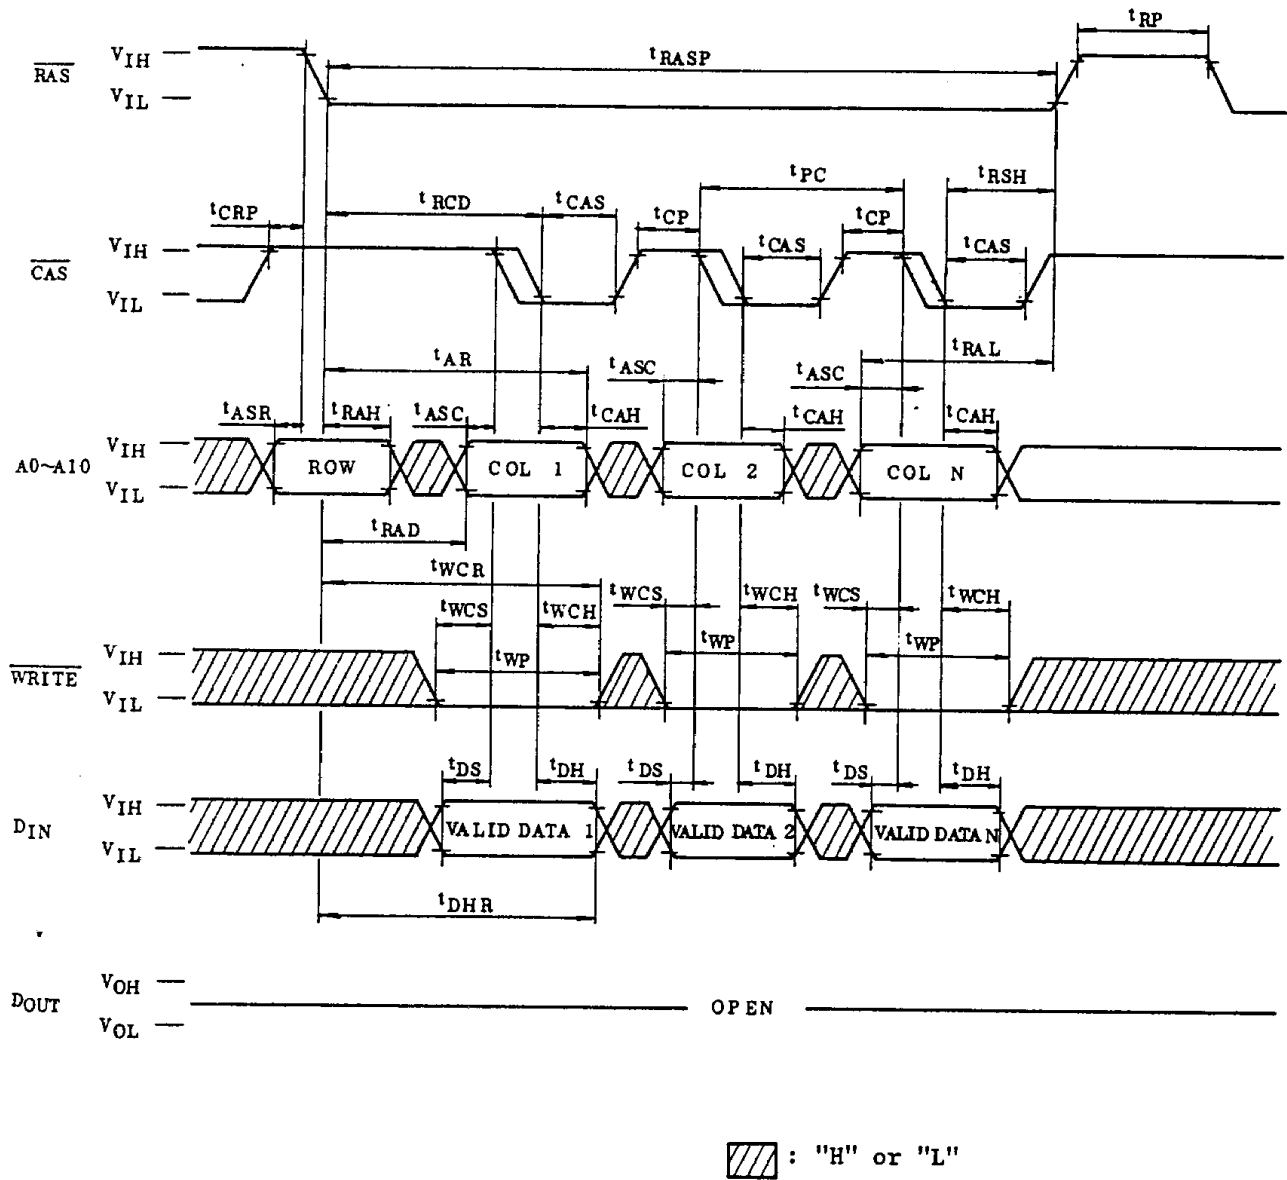 tRP
RAS VIH tRASP
VIL
tPC tRSH
tCRP tRCD tCAS tCP tCP
CAS VIH tCAS tCAS
VIL
tAR tASC tASC tRAL
tASR tRAH tASC tCAH tCAH tCAH
A0~A10 VIH ROW COL 1 COL 2 COL N
VIL
tRAD
tWCR
tWCS tWCH tWCS tWCH tWCS tWCH
WRITE VIH tWP tWP tWP
VIL
tDS tDH tDS tDH tDS tDH
DIN VIH VALID DATA 1 VALID DATA 2 VALID DATA N
VIL
tDHR
DOUT VOH OPEN
VOL
: "H" or "L"